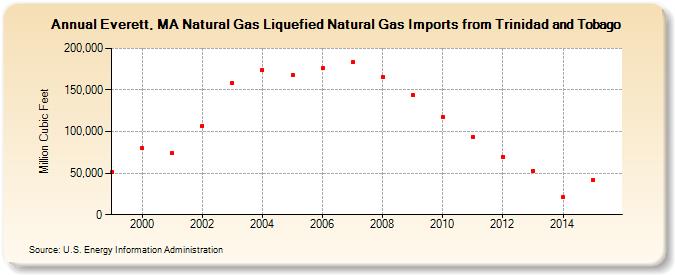 Annual Everett, MA Natural Gas Liquefied Natural Gas Imports from Trinidad and Tobago
Million Cubic Feet
200,000
150,000
100,000
50,000
0
2000 2002 2004 2006 2008 2010 2012 2014
Source: U.S. Energy Information Administration